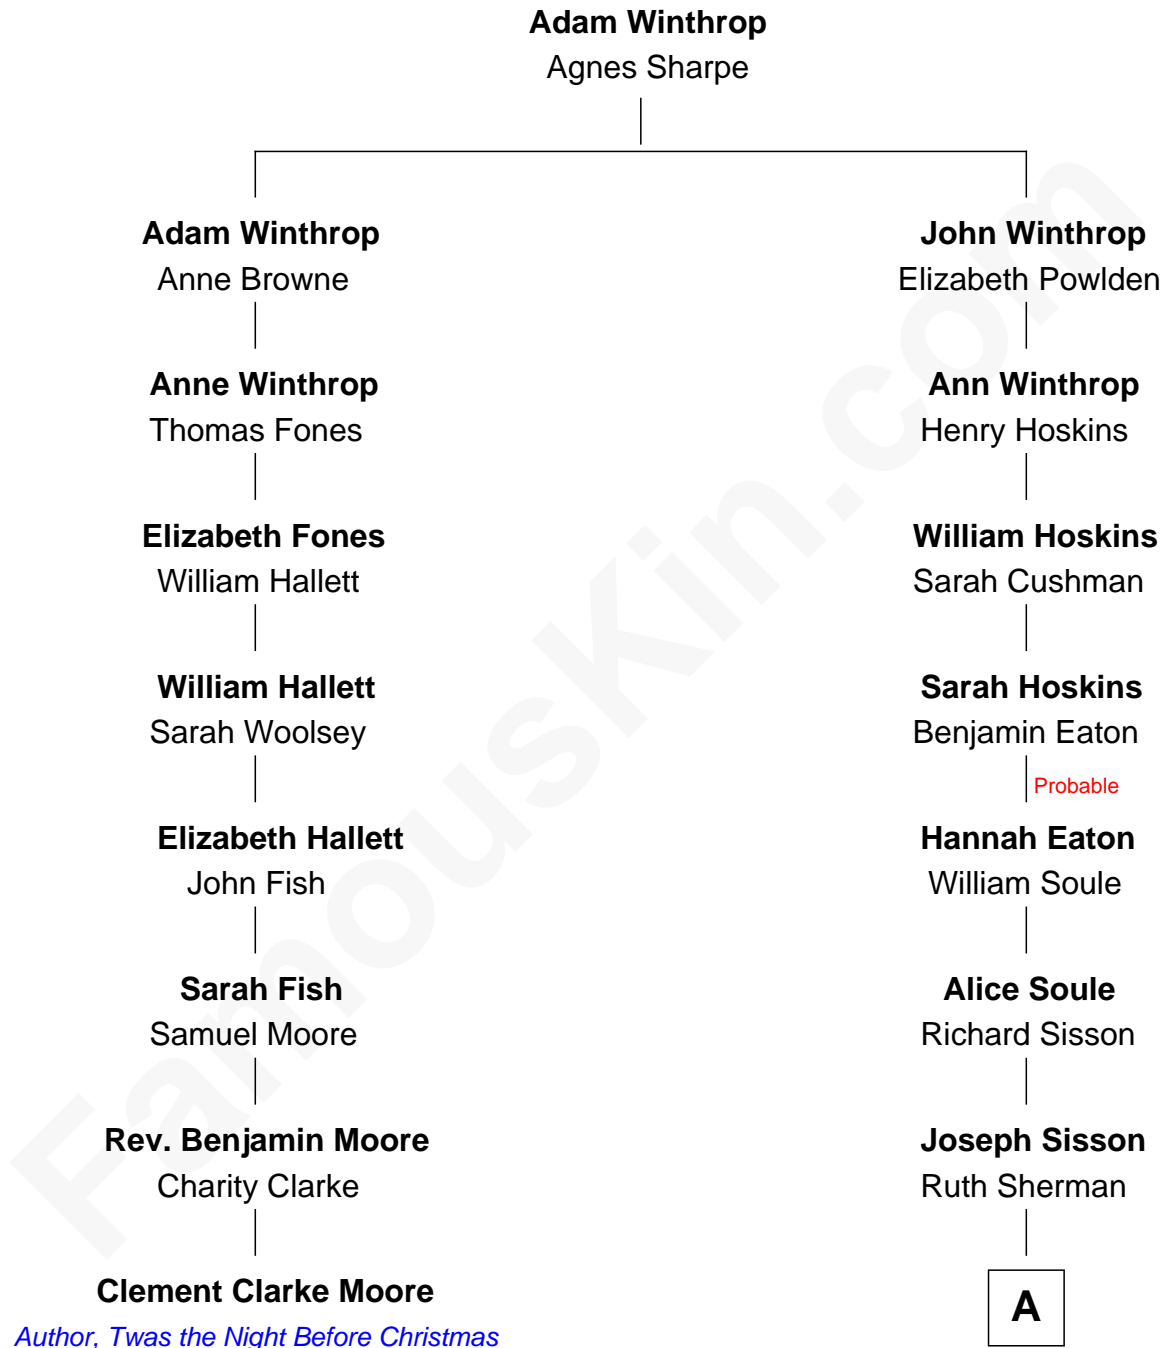 Adam Winthrop
Agnes Sharpe
Adam Winthrop
Anne Browne
John Winthrop
Elizabeth Powlden
Anne Winthrop
Thomas Fones
Ann Winthrop
Henry Hoskins
Elizabeth Fones
William Hallett
William Hoskins
Sarah Cushman
William Hallett
Sarah Woolsey
Sarah Hoskins
Benjamin Eaton
Probable
Elizabeth Hallett
John Fish
Hannah Eaton
William Soule
Sarah Fish
Samuel Moore
Alice Soule
Richard Sisson
Rev. Benjamin Moore
Charity Clarke
Joseph Sisson
Ruth Sherman
Clement Clarke Moore
Author, Twas the Night Before Christmas
A
FamousKin.com